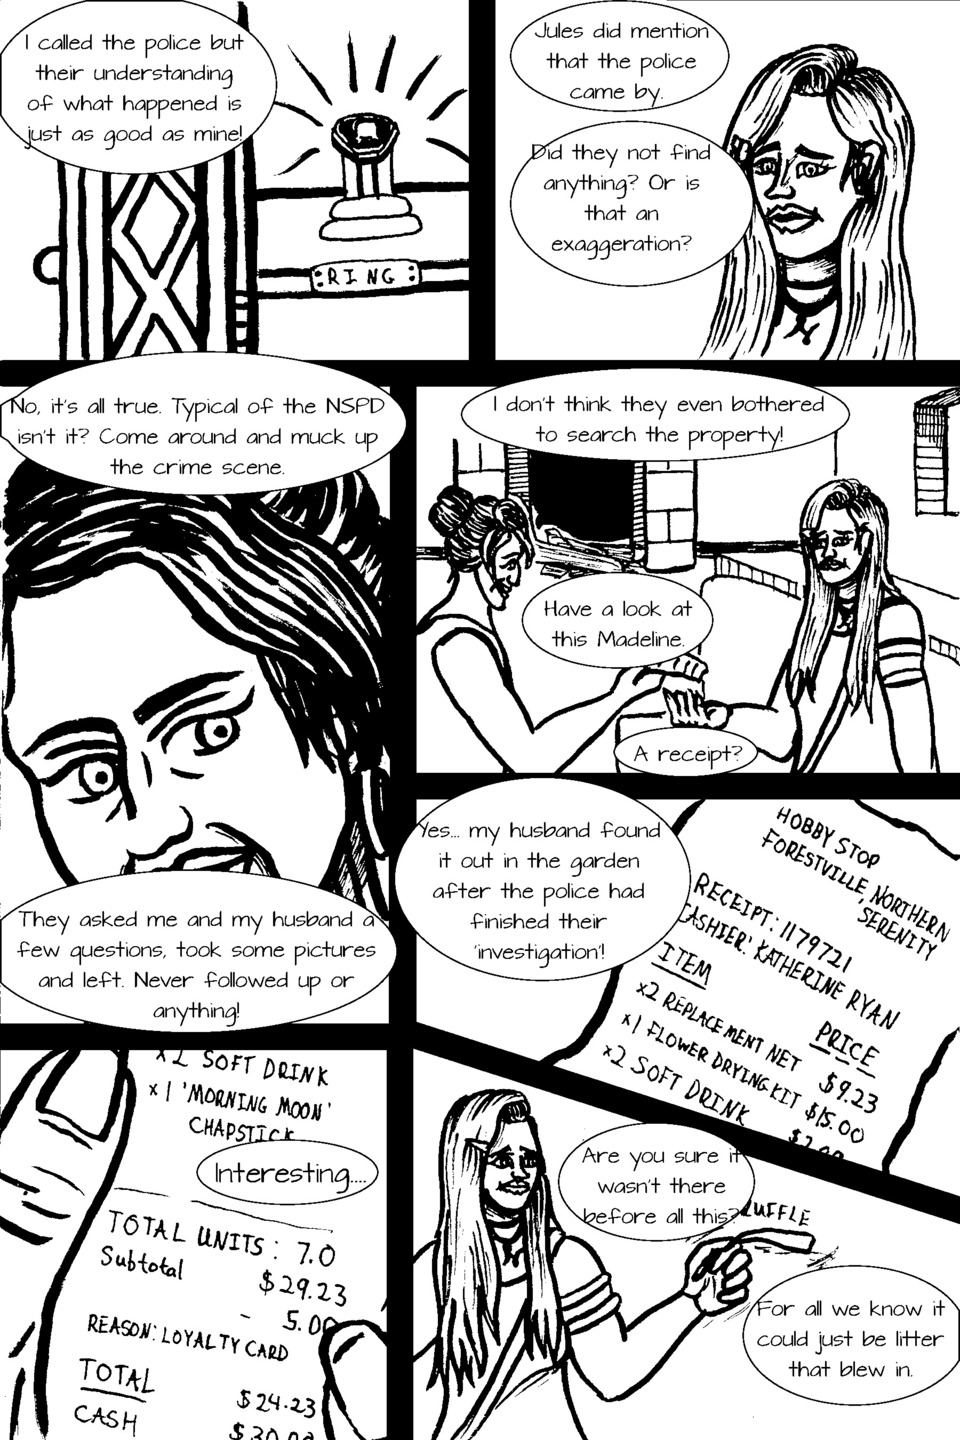 I called the police but
their understanding
of what happened is
just as good as mine!
RING
Jules did mention
that the police
came by.
Did they not find
anything? Or is
that an
exaggeration?
No, it's all true. Typical of the NSPD
isn't it? Come around and muck up
the crime scene.
They asked me and my husband a
few questions, took some pictures
and left. Never followed up or
anything!
I don't think they even bothered
to search the property!
Have a look at
this Madeline.
A receipt?
Yes... my husband found
it out in the garden
after the police had
finished their
'investigation'!
HOBBY STOP
FORESTVILLE, NORTHERN
SERENITY
RECEIPT: 1179721
CASHIER: KATHERINE RYAN
ITEM PRICE
x2 REPLACEMENT NET $9.23
x1 FLOWER DRYING KIT $15.00
x2 SOFT DRINK
x2 SOFT DRINK
x1 'MORNING MOON'
CHAPSTICK
Interesting....
TOTAL UNITS: 7.0
Subtotal $29.23
- 5.00
REASON: LOYALTY CARD
TOTAL $24.23
CASH $30.00
Are you sure it
wasn't there
before all this?
For all we know it
could just be litter
that blew in.